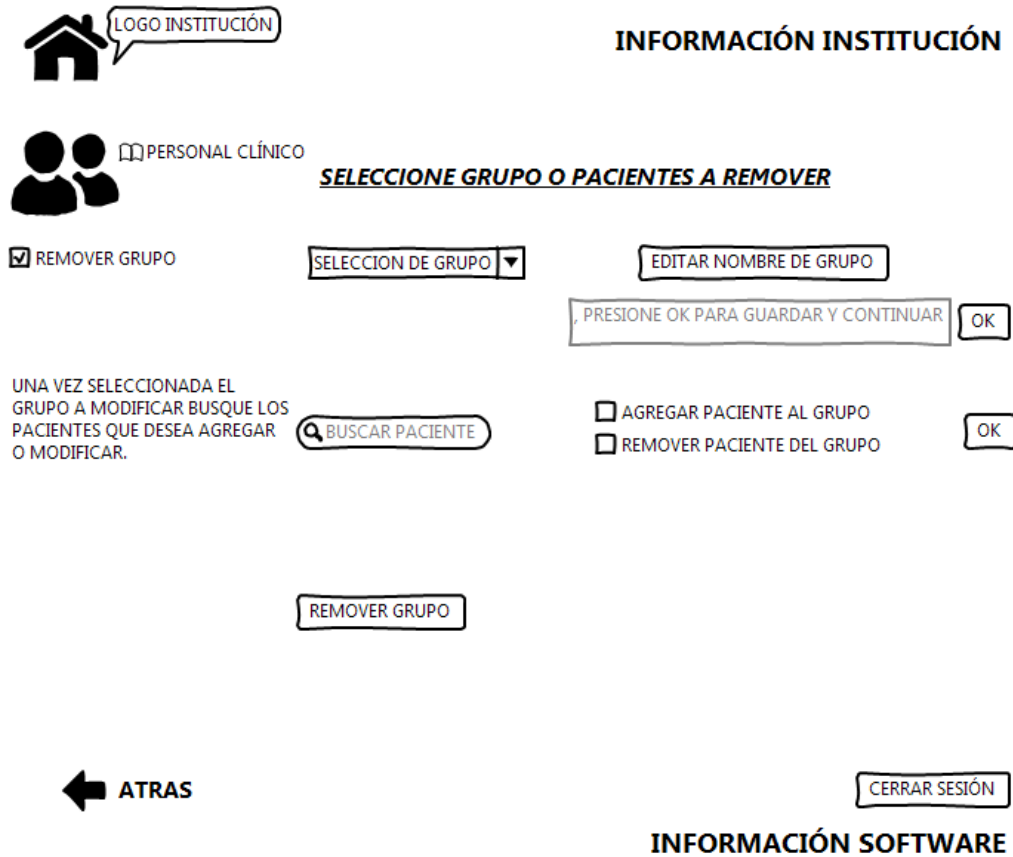 LOGO INSTITUCIÓN
INFORMACIÓN INSTITUCIÓN
PERSONAL CLÍNICO
SELECCIONE GRUPO O PACIENTES A REMOVER
REMOVER GRUPO
SELECCION DE GRUPO
EDITAR NOMBRE DE GRUPO
, PRESIONE OK PARA GUARDAR Y CONTINUAR
OK
UNA VEZ SELECCIONADA EL
GRUPO A MODIFICAR BUSQUE LOS
PACIENTES QUE DESEA AGREGAR
O MODIFICAR.
BUSCAR PACIENTE
AGREGAR PACIENTE AL GRUPO
REMOVER PACIENTE DEL GRUPO
OK
REMOVER GRUPO
ATRAS
CERRAR SESIÓN
INFORMACIÓN SOFTWARE